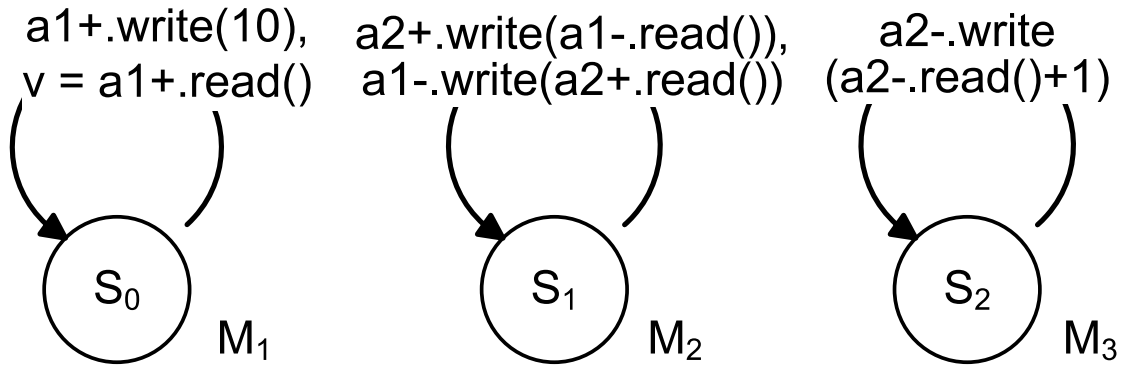 a1+.write(10),
v = a1+.read()
a2+.write(a1-.read()),
a1-.write(a2+.read())
a2-.write
(a2-.read()+1)
S₀
M₁
S₁
M₂
S₂
M₃